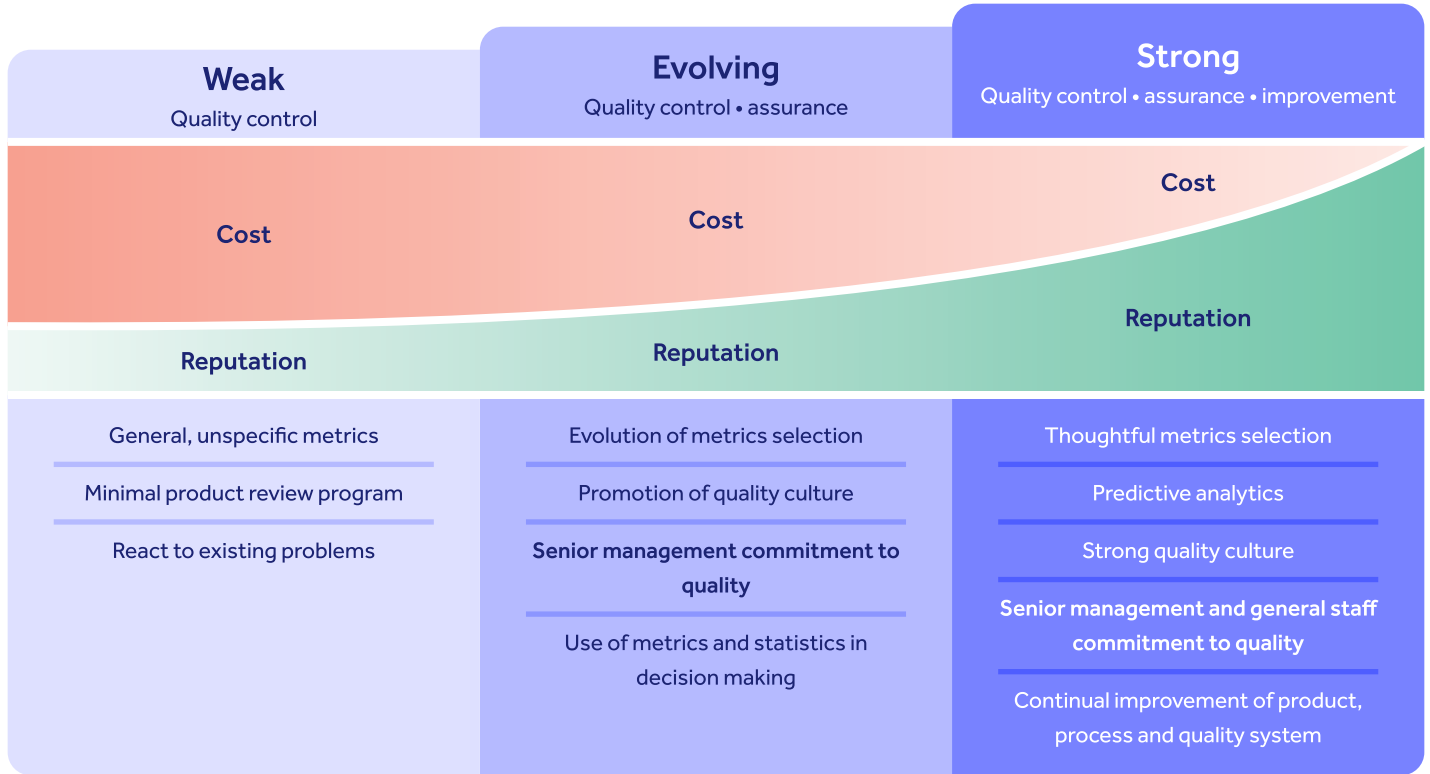 Weak
Quality control
Evolving
Quality control • assurance
Strong
Quality control • assurance • improvement
Cost
Cost
Cost
Reputation
Reputation
Reputation
General, unspecific metrics
Minimal product review program
React to existing problems
Evolution of metrics selection
Promotion of quality culture
Senior management commitment to
quality
Use of metrics and statistics in
decision making
Thoughtful metrics selection
Predictive analytics
Strong quality culture
Senior management and general staff
commitment to quality
Continual improvement of product,
process and quality system